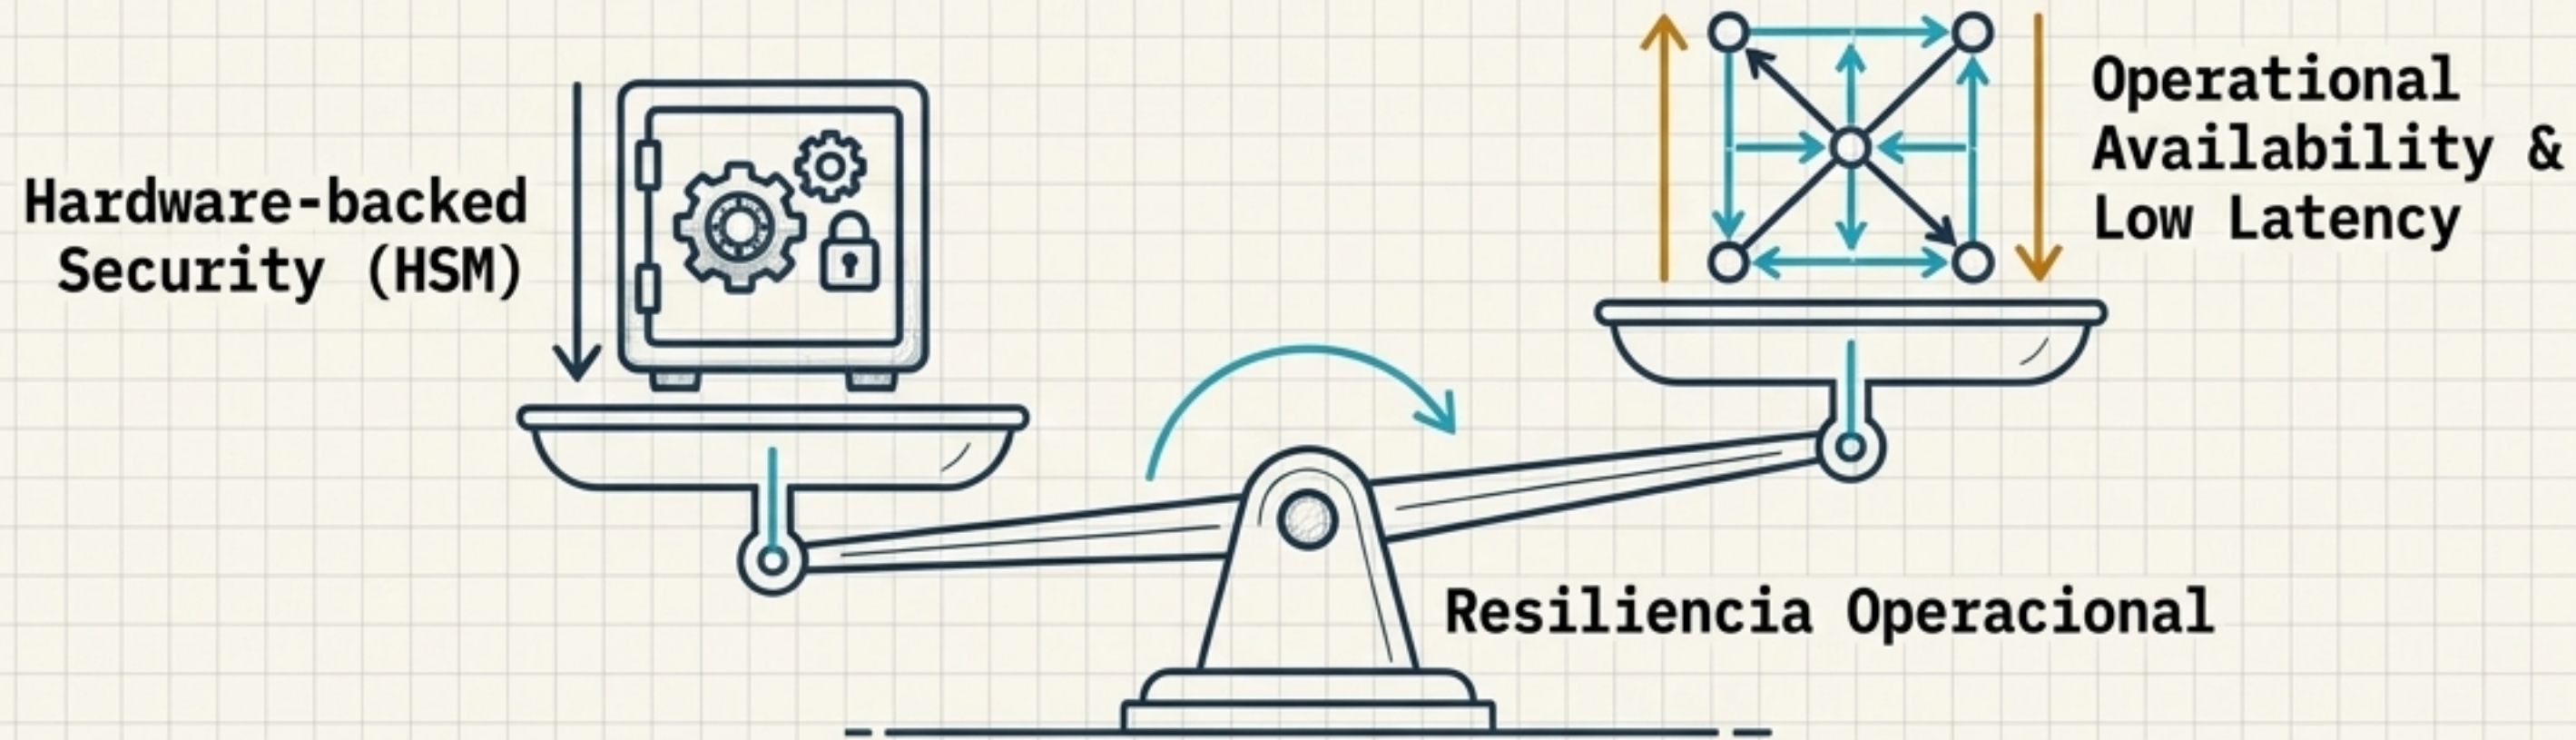 Hardware-backed
Security (HSM)
Operational
Availability &
Low Latency
Resiliencia Operacional